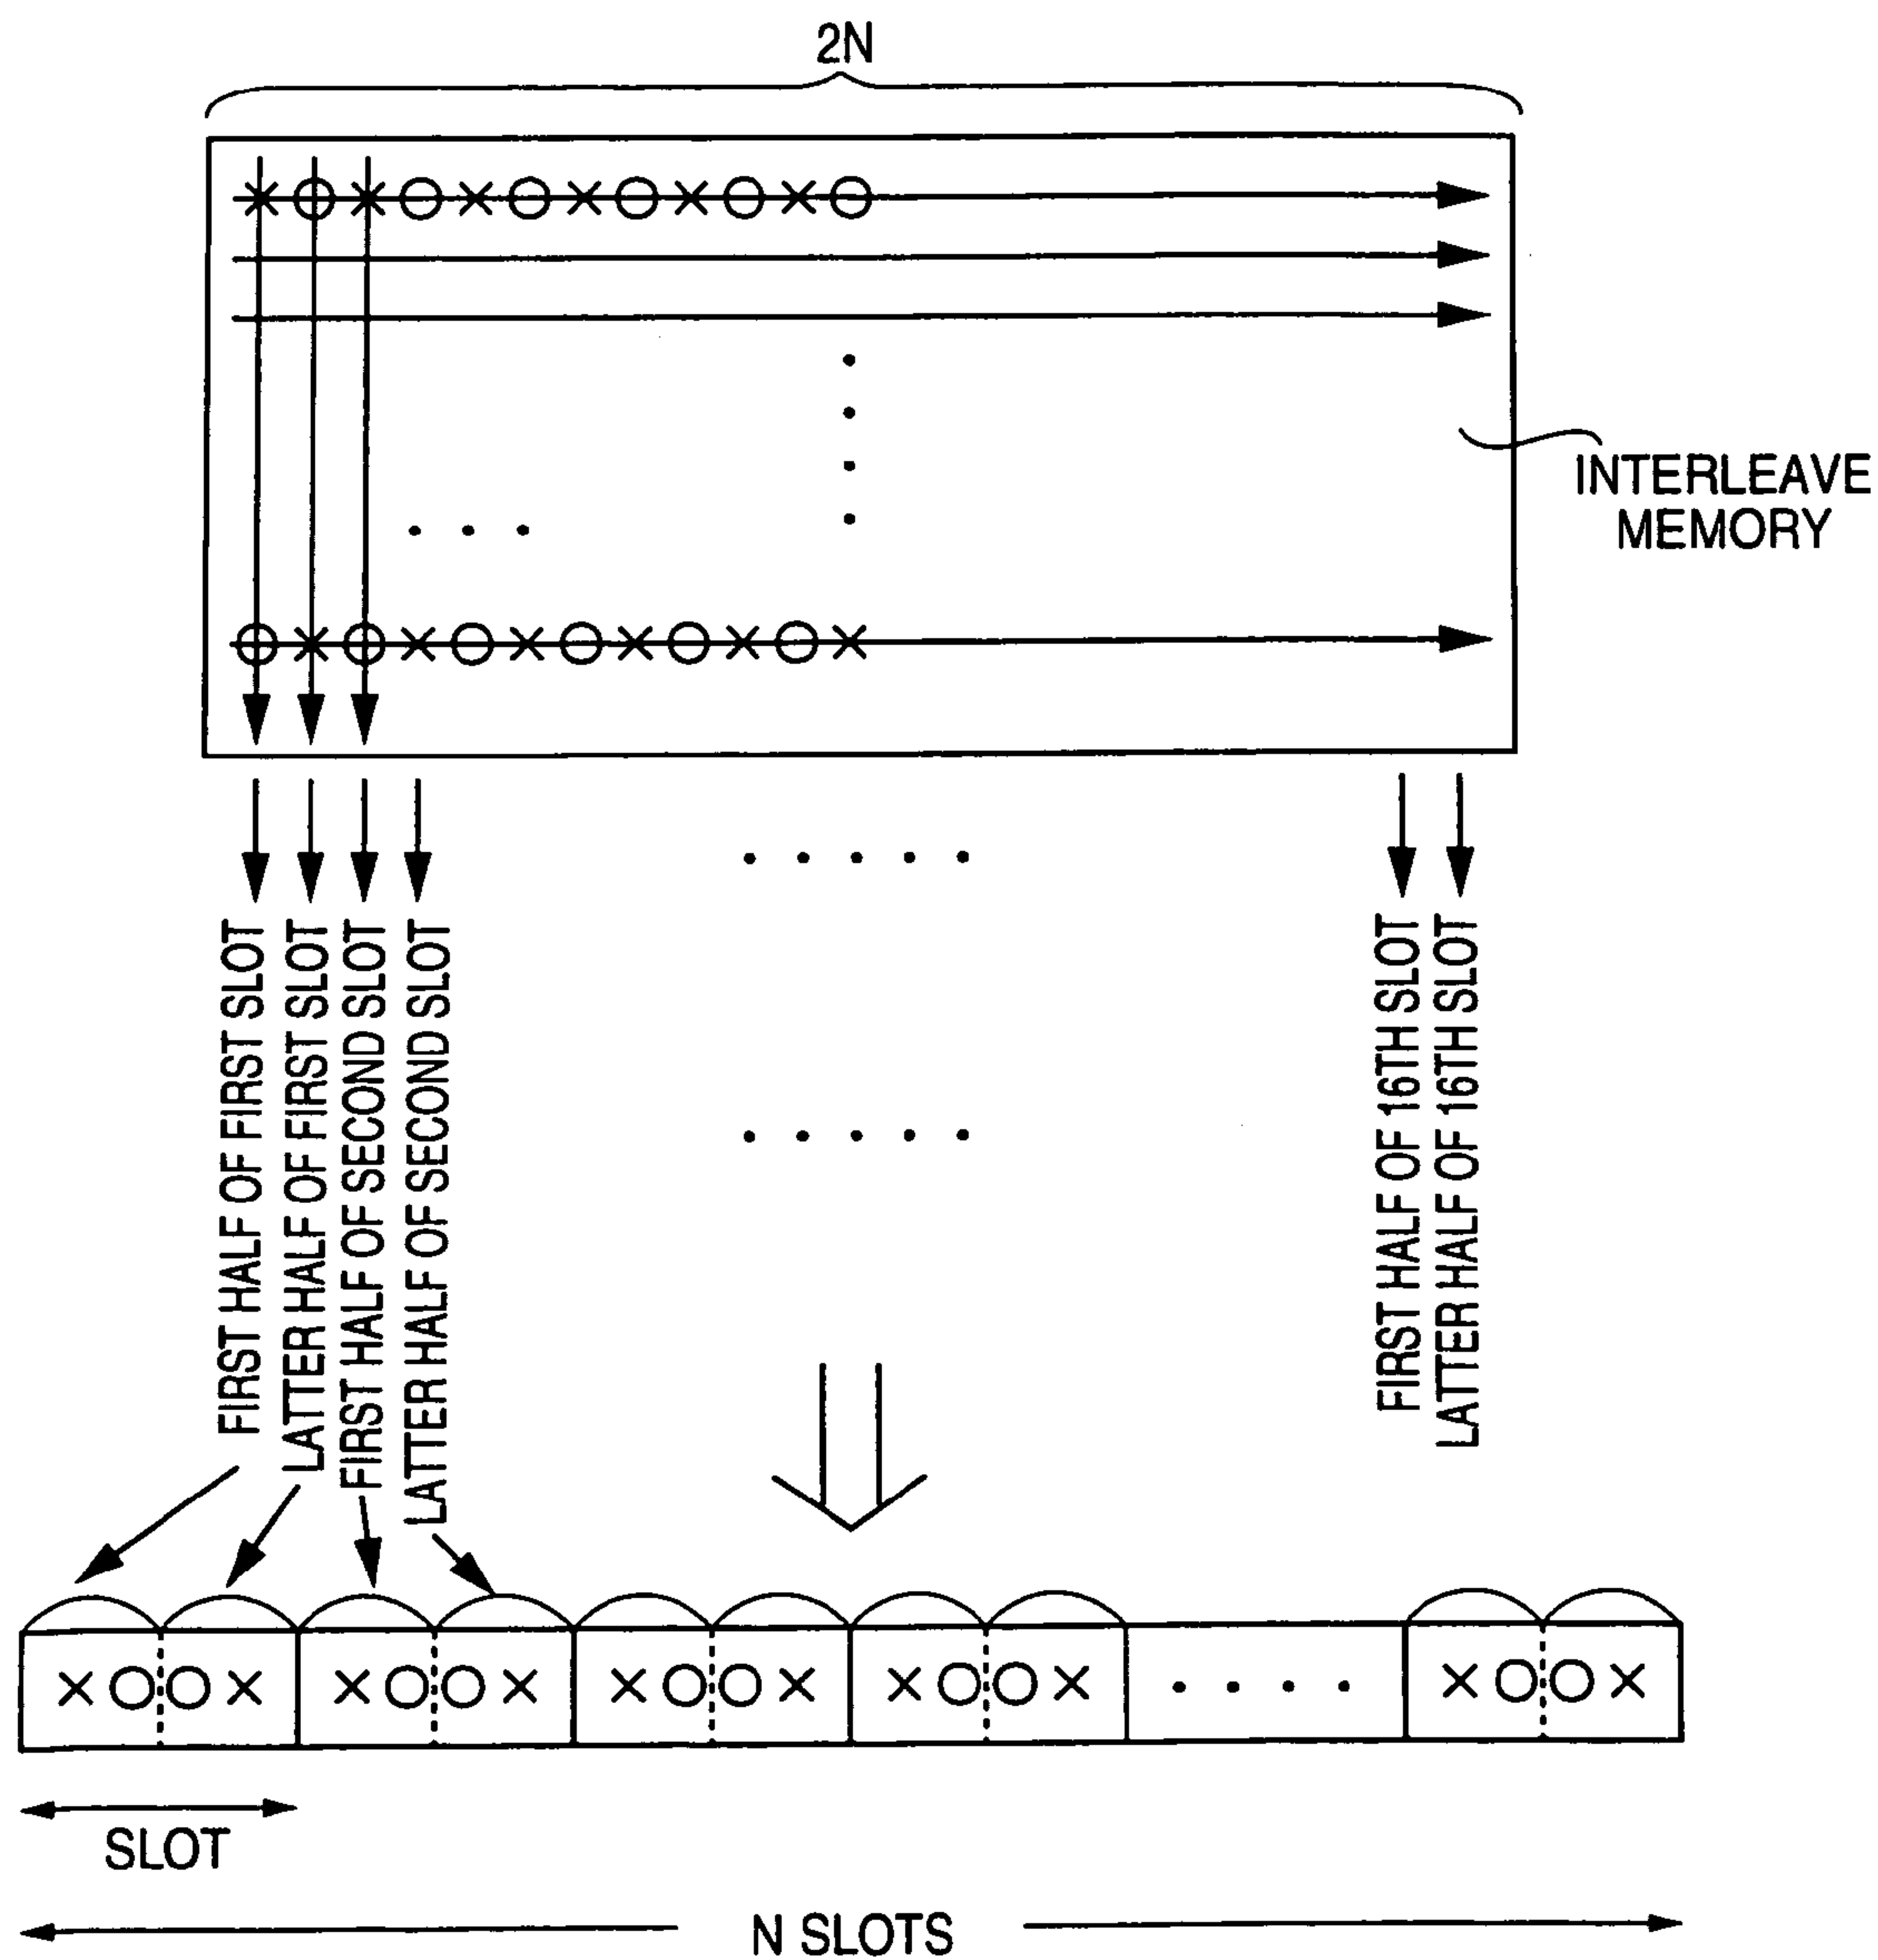 2N
INTERLEAVE
MEMORY
FIRST HALF OF FIRST SLOT
LATTER HALF OF FIRST SLOT
FIRST HALF OF SECOND SLOT
LATTER HALF OF SECOND SLOT
FIRST HALF OF 16TH SLOT
LATTER HALF OF 16TH SLOT
SLOT
N SLOTS